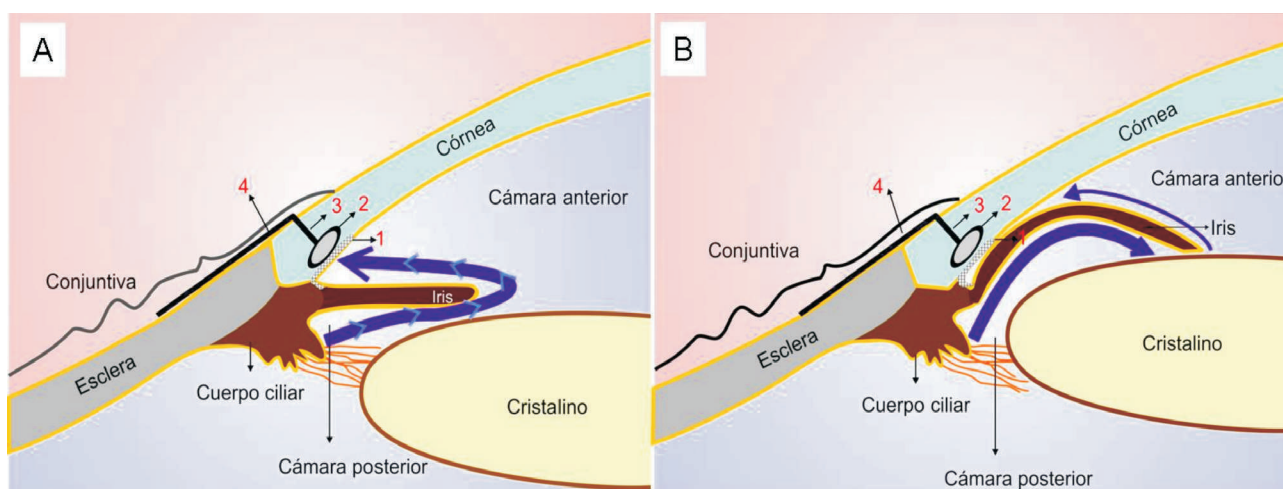 A
Córnea
Cámara anterior
4
3
2
1
Conjuntiva
Iris
Esclera
Cuerpo ciliar
Cristalino
Cámara posterior
B
Córnea
Cámara anterio
4
3
2
1
Iris
Conjuntiva
Esclera
Cristalino
Cuerpo ciliar
Cámara posterior